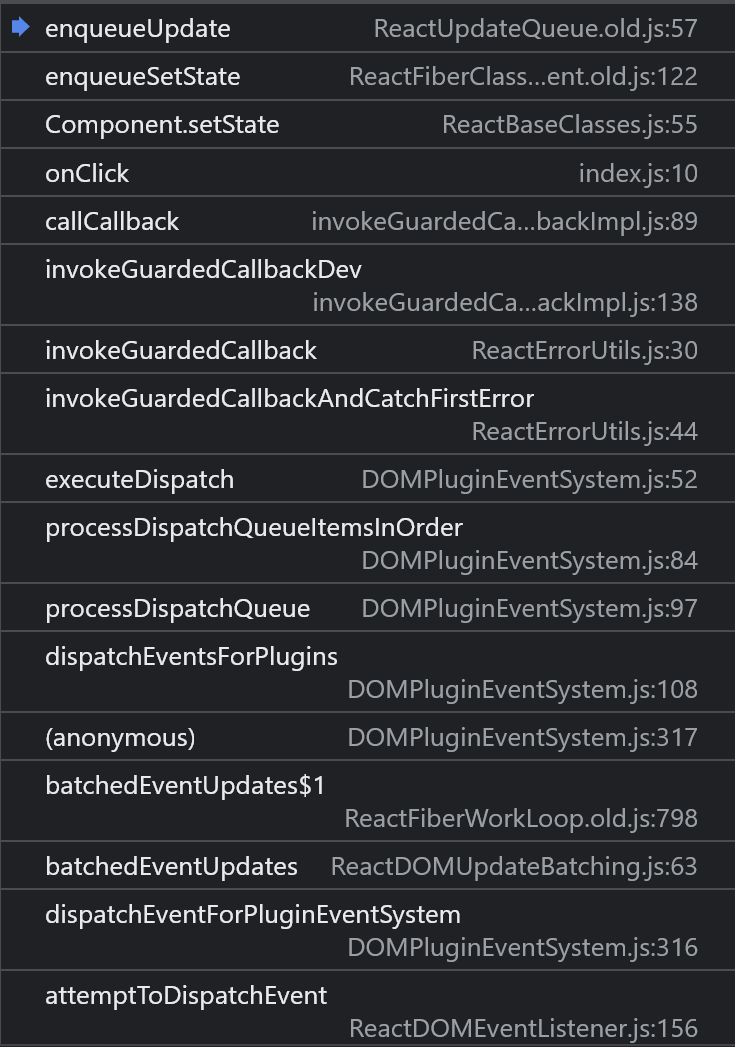 enqueueUpdate ReactUpdateQueue.old.js:57
enqueueSetState ReactFiberClass…ent.old.js:122
Component.setState ReactBaseClasses.js:55
onClick index.js:10
callCallback invokeGuardedCa…backImpl.js:89
invokeGuardedCallbackDev
invokeGuardedCa…ackImpl.js:138
invokeGuardedCallback ReactErrorUtils.js:30
invokeGuardedCallbackAndCatchFirstError
ReactErrorUtils.js:44
executeDispatch DOMPluginEventSystem.js:52
processDispatchQueueItemsInOrder
DOMPluginEventSystem.js:84
processDispatchQueue DOMPluginEventSystem.js:97
dispatchEventsForPlugins
DOMPluginEventSystem.js:108
(anonymous) DOMPluginEventSystem.js:317
batchedEventUpdates$1
ReactFiberWorkLoop.old.js:798
batchedEventUpdates ReactDOMUpdateBatching.js:63
dispatchEventForPluginEventSystem
DOMPluginEventSystem.js:316
attemptToDispatchEvent
ReactDOMEventListener.js:156